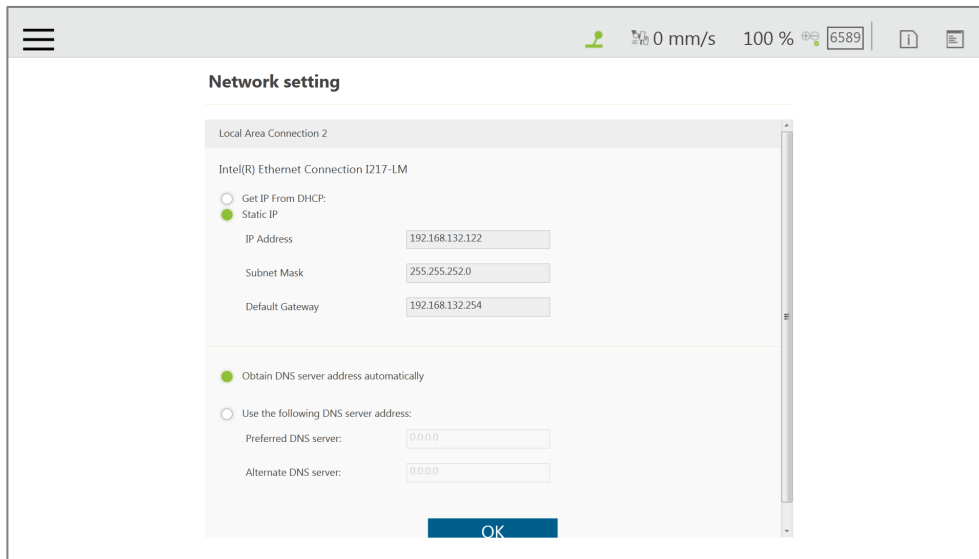 0 mm/s 100 % 6589
Network setting
Local Area Connection 2
Intel(R) Ethernet Connection I217-LM
Get IP From DHCP:
Static IP
IP Address 192.168.132.122
Subnet Mask 255.255.252.0
Default Gateway 192.168.132.254
Obtain DNS server address automatically
Use the following DNS server address:
Preferred DNS server: 0.0.0.0
Alternate DNS server: 0.0.0.0
OK